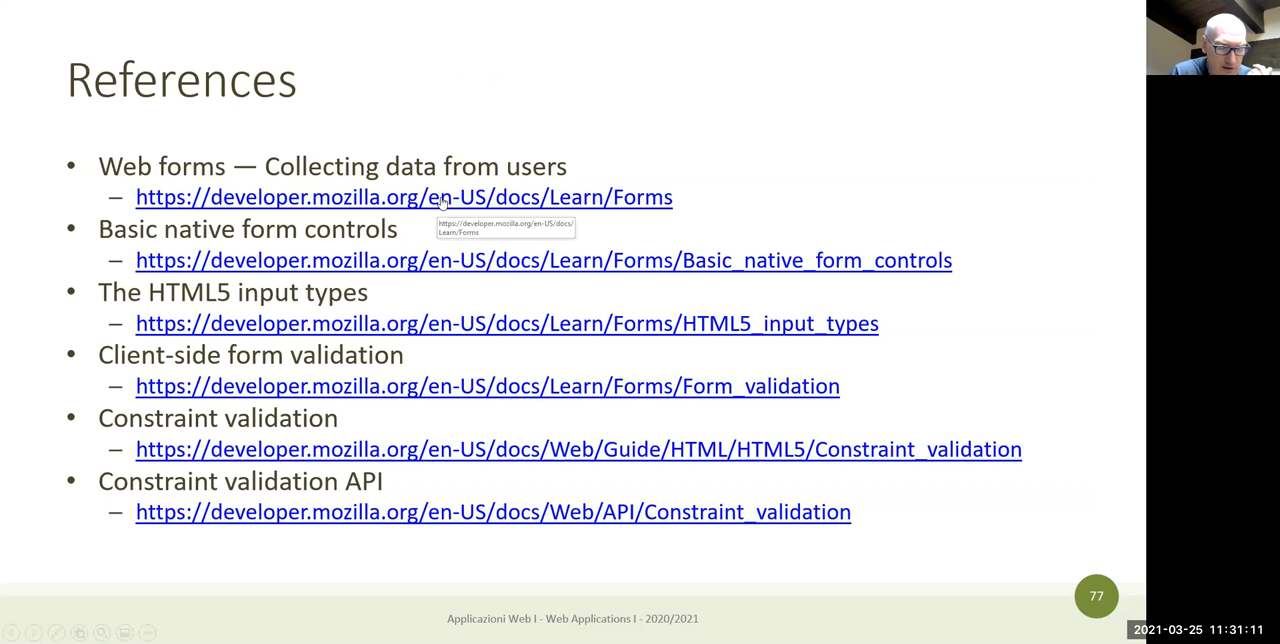 References
• Web forms — Collecting data from users
– https://developer.mozilla.org/en-US/docs/Learn/Forms
https://developer.mozilla.org/en-US/docs/
Learn/Forms
• Basic native form controls
– https://developer.mozilla.org/en-US/docs/Learn/Forms/Basic_native_form_controls
• The HTML5 input types
– https://developer.mozilla.org/en-US/docs/Learn/Forms/HTML5_input_types
• Client-side form validation
– https://developer.mozilla.org/en-US/docs/Learn/Forms/Form_validation
• Constraint validation
– https://developer.mozilla.org/en-US/docs/Web/Guide/HTML/HTML5/Constraint_validation
• Constraint validation API
– https://developer.mozilla.org/en-US/docs/Web/API/Constraint_validation
77
Applicazioni Web I - Web Applications I - 2020/2021
2021-03-25 11:31:11